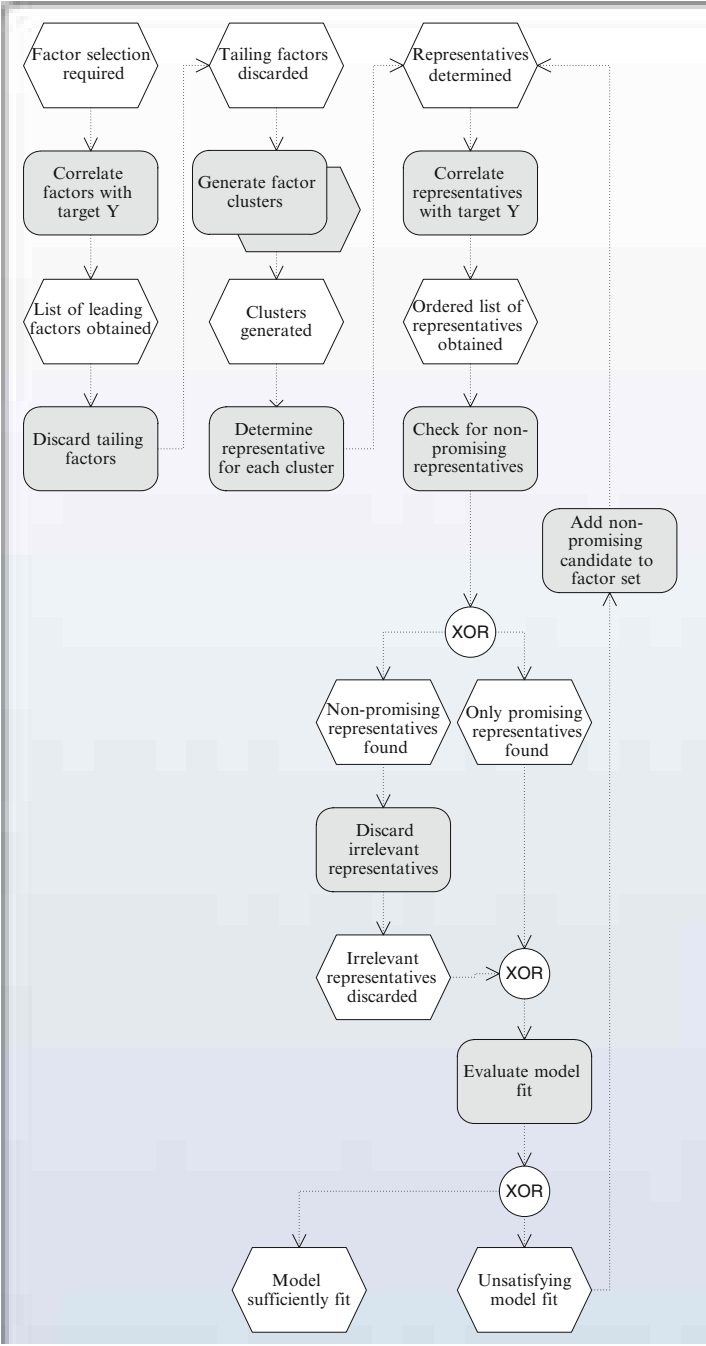 Factor selection
required
Correlate
factors with
target Y
List of leading
factors obtained
Discard tailing
factors
Tailing factors
discarded
Generate factor
clusters
Clusters
generated
Determine
representative
for each cluster
Representatives
determined
Correlate
representatives
with target Y
Ordered list of
representatives
obtained
Check for non-
promising
representatives
Add non-
promising
candidate to
factor set
XOR
Non-promising
representatives
found
Only promising
representatives
found
Discard
irrelevant
representatives
Irrelevant
representatives
discarded
XOR
Evaluate model
fit
XOR
Model
sufficiently fit
Unsatisfying
model fit